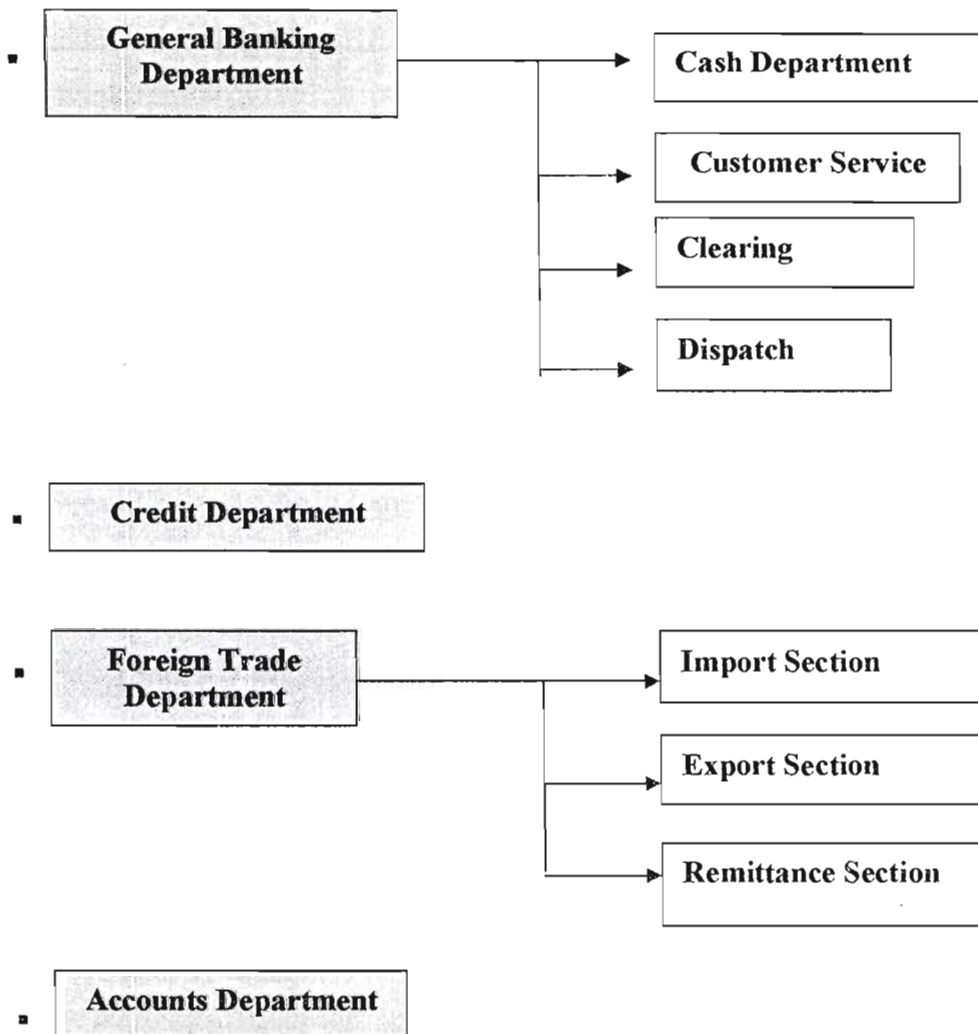 General Banking
Department
Cash Department
Customer Service
Clearing
Dispatch
Credit Department
Foreign Trade
Department
Import Section
Export Section
Remittance Section
Accounts Department